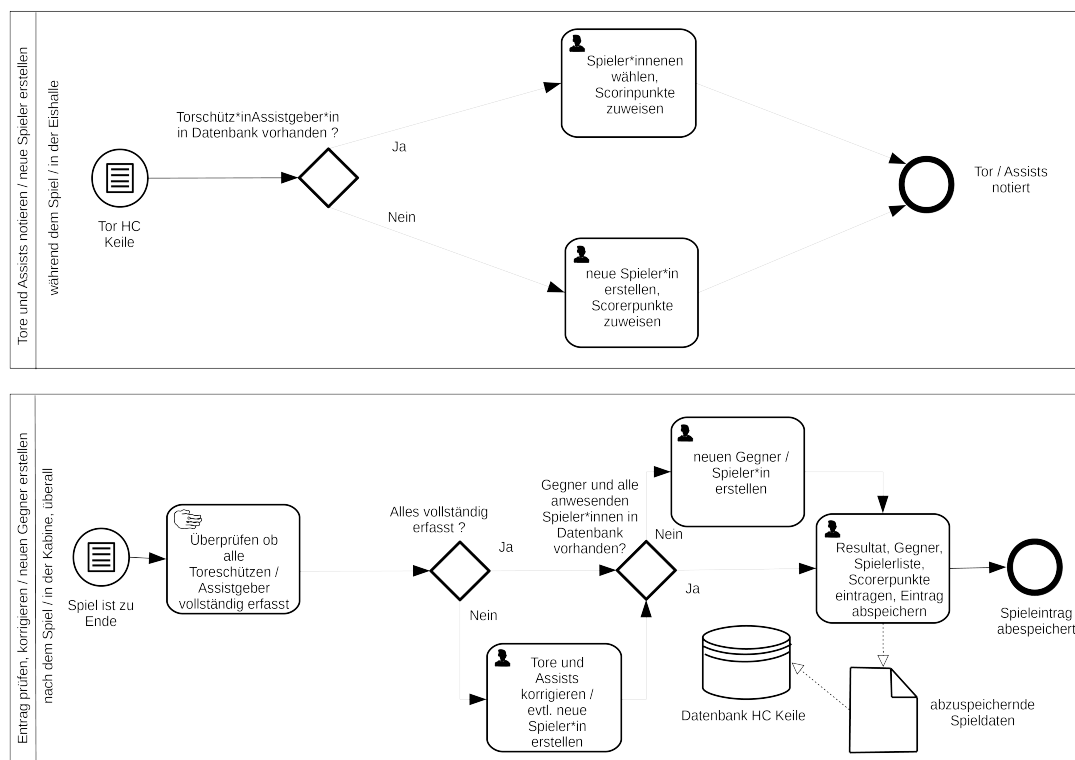 Tore und Assists notieren / neue Spieler erstellen
während dem Spiel / in der Eishalle
Tor HC
Keile
Torschütz*inAssistgeber*in
in Datenbank vorhanden ?
Ja
Nein
Spieler*innenen
wählen,
Scorinpunkte
zuweisen
neue Spieler*in
erstellen,
Scorerpunkte
zuweisen
Tor / Assists
notiert
Entrag prüfen, korrigieren / neuen Gegner erstellen
nach dem Spiel / in der Kabine, überall
Spiel ist zu
Ende
Überprüfen ob
alle
Toreschützen /
Assistgeber
vollständig erfasst
Alles vollständig
erfasst ?
Ja
Nein
Tore und
Assists
korrigieren /
evtl. neue
Spieler*in
erstellen
Gegner und alle
anwesenden
Spieler*innen in
Datenbank
vorhanden?
Nein
Ja
neuen Gegner /
Spieler*in
erstellen
Resultat, Gegner,
Spielerliste,
Scorerpunkte
eintragen, Eintrag
abspeichern
Spieleintrag
abespeichert
Datenbank HC Keile
abzuspeichernde
Spieldaten